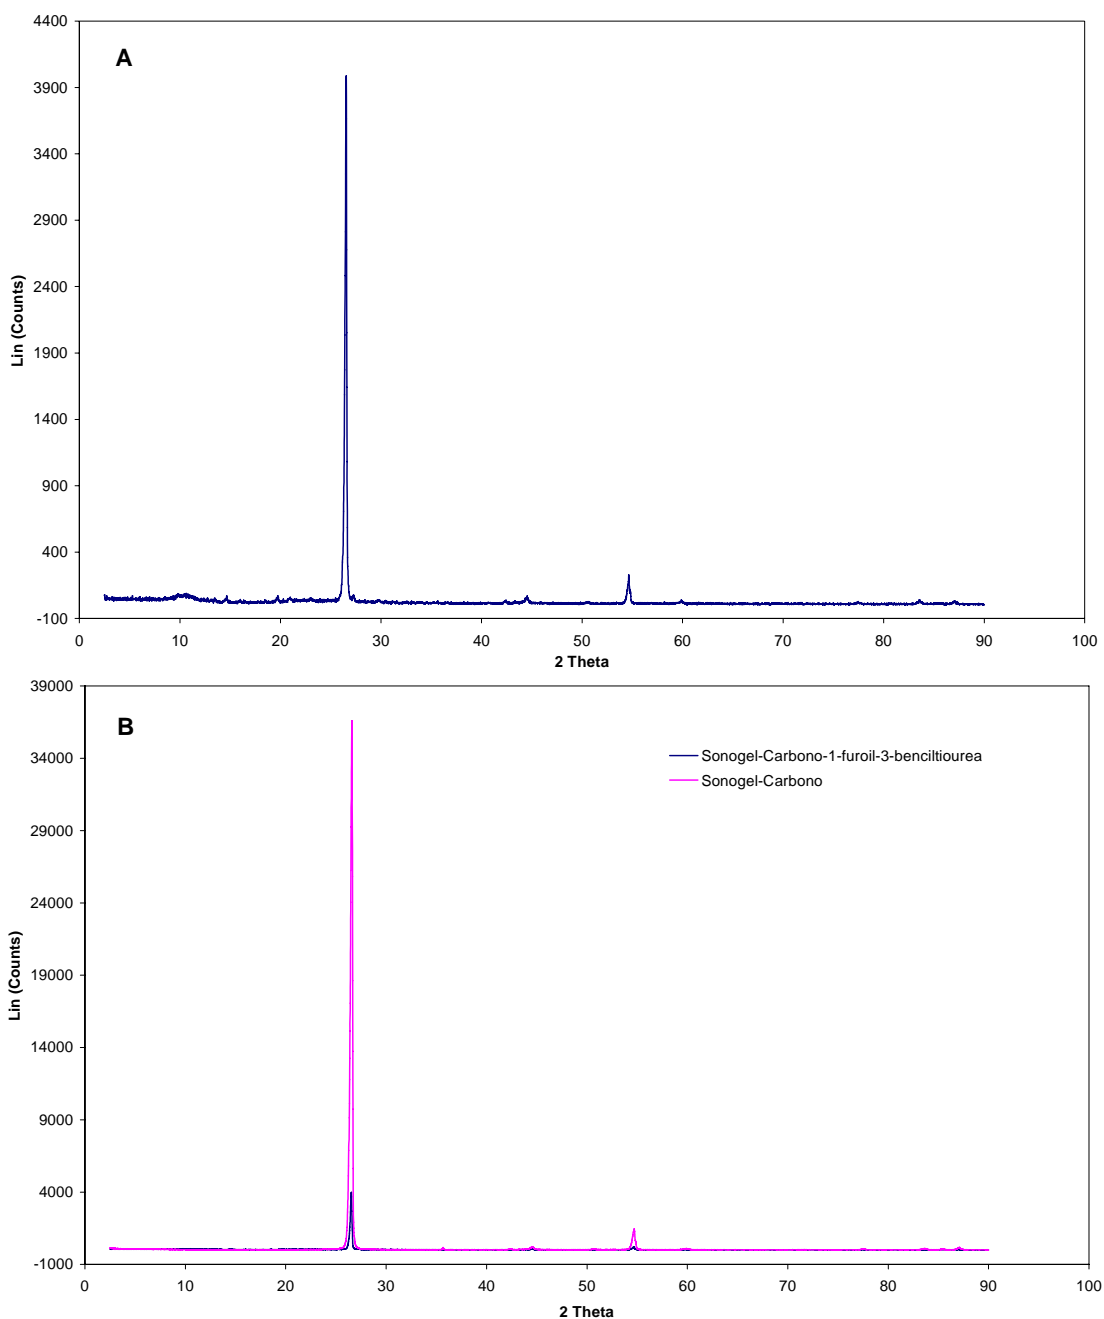 A
4400
3900
3400
2900
2400
1900
1400
900
400
-100
Lin (Counts)
0 10 20 30 40 50 60 70 80 90 100
2 Theta
B
39000
34000
29000
24000
19000
14000
9000
4000
-1000
Lin (Counts)
Sonogel-Carbono-1-furoil-3-benciltiourea
Sonogel-Carbono
0 10 20 30 40 50 60 70 80 90 100
2 Theta